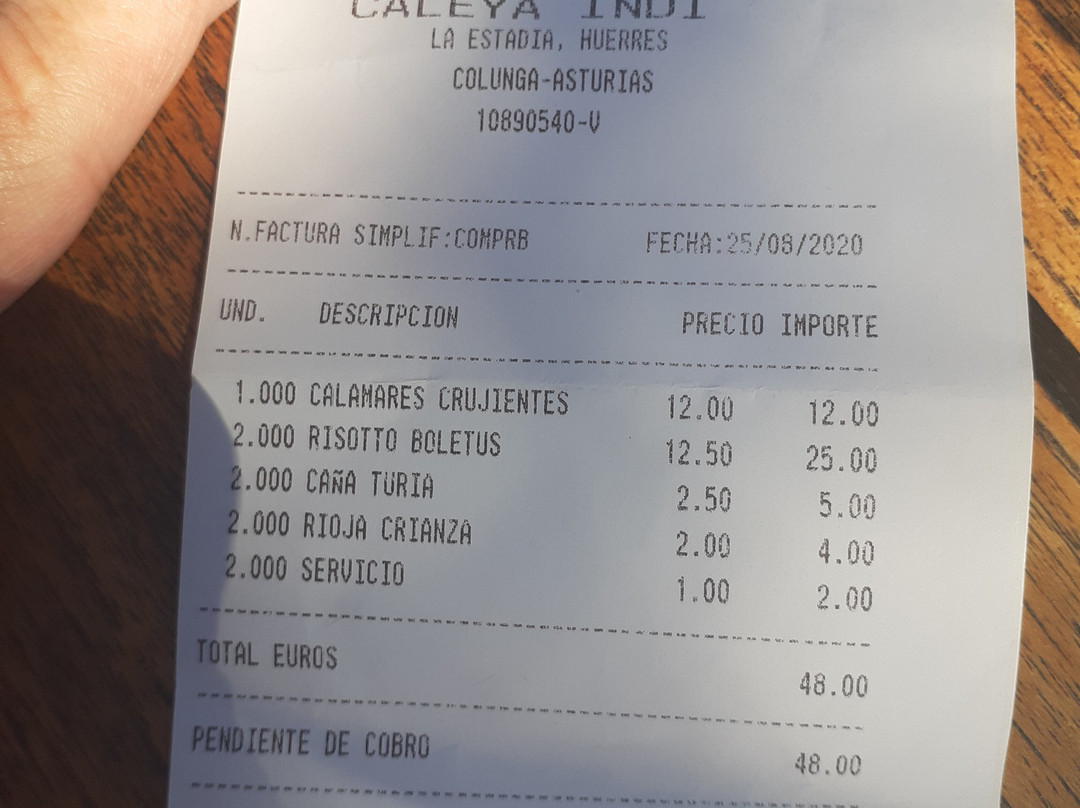 CALEYA INDI
LA ESTADIA, HUERRES
COLUNGA-ASTURIAS
10890540-V
N.FACTURA SIMPLIF:COMPRB FECHA:25/08/2020
UND. DESCRIPCION PRECIO IMPORTE
1.000 CALAMARES CRUJIENTES 12.00 12.00
2.000 RISOTTO BOLETUS 12.50 25.00
2.000 CAÑA TURIA 2.50 5.00
2.000 RIOJA CRIANZA 2.00 4.00
2.000 SERVICIO 1.00 2.00
TOTAL EUROS 48.00
PENDIENTE DE COBRO 48.00